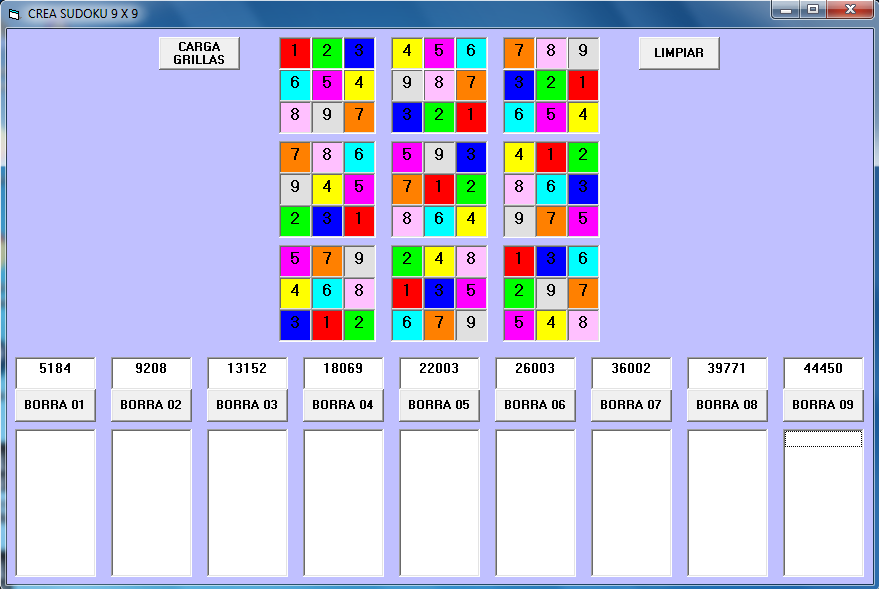 CREA SUDOKU 9 X 9
CARGA
GRILLAS
LIMPIAR
1 2 3 4 5 6 7 8 9
6 5 4 9 8 7 3 2 1
8 9 7 3 2 1 6 5 4
7 8 6 5 9 3 4 1 2
9 4 5 7 1 2 8 6 3
2 3 1 8 6 4 9 7 5
5 7 9 2 4 8 1 3 6
4 6 8 1 3 5 2 9 7
3 1 2 6 7 9 5 4 8
5184 9208 13152 18069 22003 26003 36002 39771 44450
BORRA 01 BORRA 02 BORRA 03 BORRA 04 BORRA 05 BORRA 06 BORRA 07 BORRA 08 BORRA 09